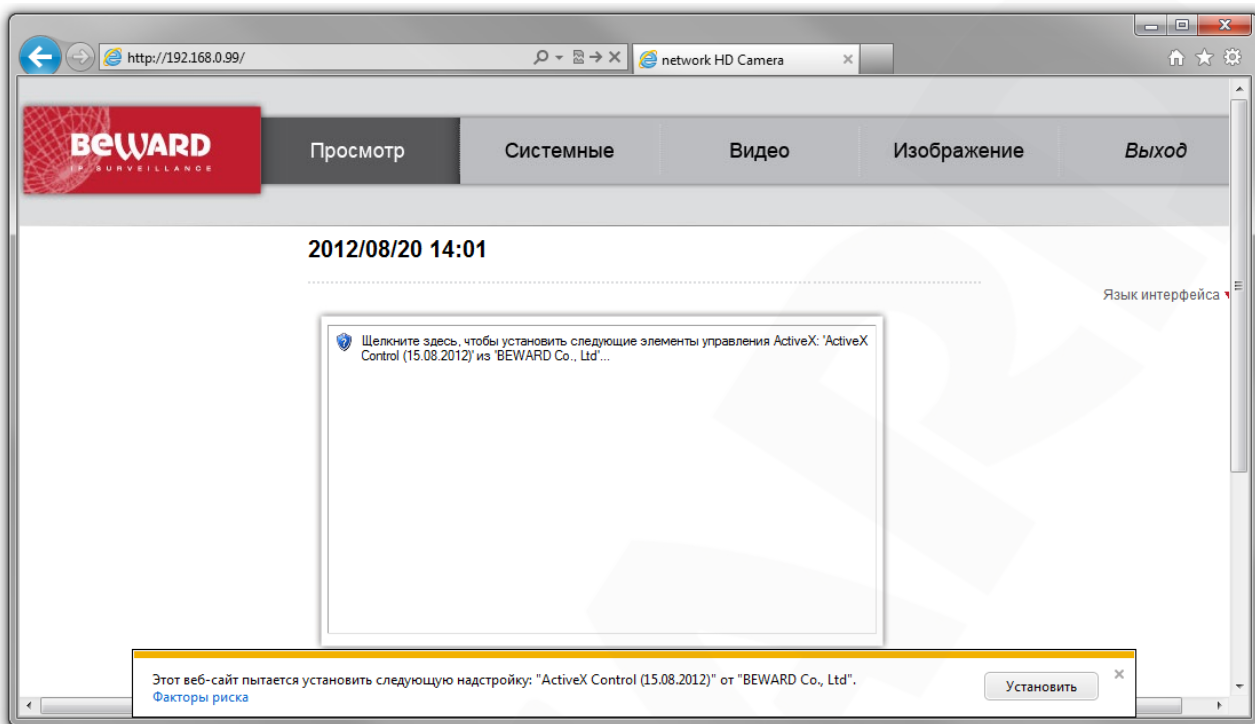 http://192.168.0.99/
network HD Camera
BEWARD
IP SURVEILLANCE
Просмотр
Системные
Видео
Изображение
Выход
2012/08/20 14:01
Язык интерфейса
Щелкните здесь, чтобы установить следующие элементы управления ActiveX: 'ActiveX
Control (15.08.2012)' из 'BEWARD Co., Ltd'...
Этот веб-сайт пытается установить следующую надстройку: "ActiveX Control (15.08.2012)" от "BEWARD Co., Ltd".
Факторы риска
Установить